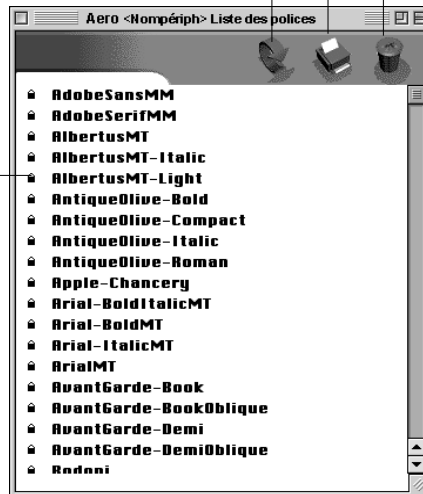 Aero <Nompériph> Liste des polices
AdobeSansMM
AdobeSerifMM
AlbertusMT
AlbertusMT-Italic
AlbertusMT-Light
AntiqueOlive-Bold
AntiqueOlive-Compact
AntiqueOlive-Italic
AntiqueOlive-Roman
Apple-Chancery
Arial-BoldItalicMT
Arial-BoldMT
Arial-ItalicMT
ArialMT
AvantGarde-Book
AvantGarde-BookOblique
AvantGarde-Demi
AvantGarde-DemiOblique
Bodoni